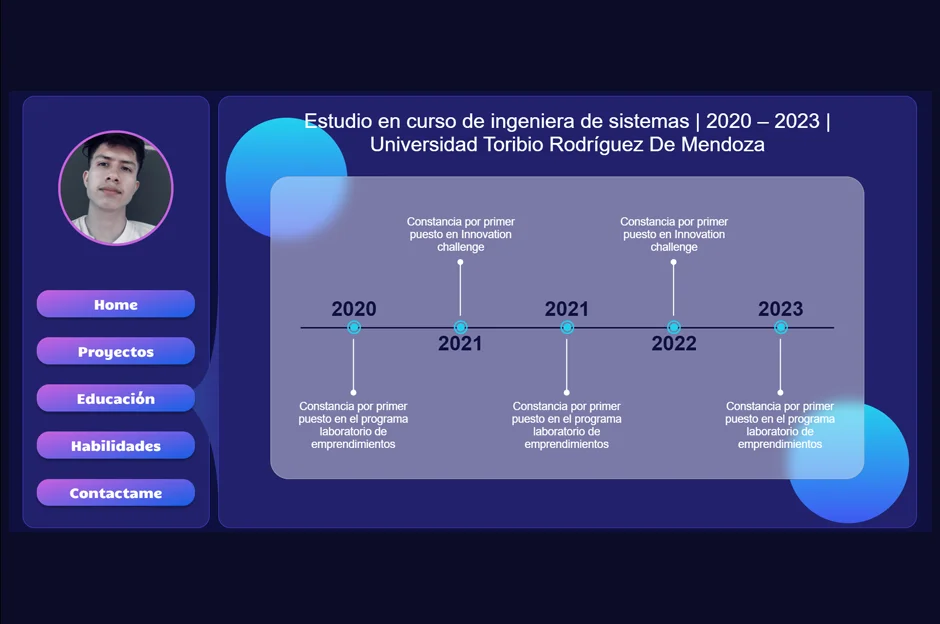 Home
Proyectos
Educación
Habilidades
Contactame
Estudio en curso de ingeniera de sistemas | 2020 – 2023 |
Universidad Toribio Rodríguez De Mendoza
2020
Constancia por primer
puesto en el programa
laboratorio de
emprendimientos
Constancia por primer
puesto en Innovation
challenge
2021
2021
Constancia por primer
puesto en el programa
laboratorio de
emprendimientos
Constancia por primer
puesto en Innovation
challenge
2022
2023
Constancia por primer
puesto en el programa
laboratorio de
emprendimientos